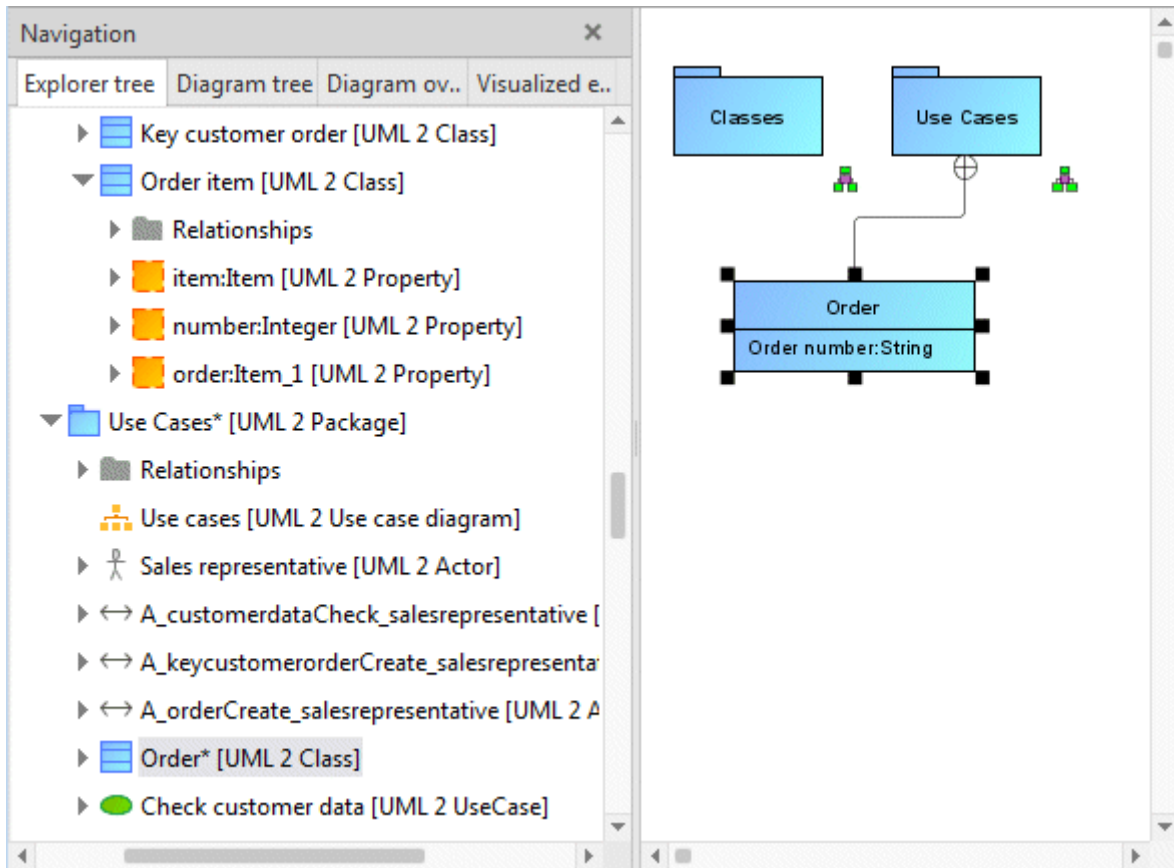 Navigation
Explorer tree
Diagram tree
Diagram ov..
Visualized e..
Key customer order [UML 2 Class]
Order item [UML 2 Class]
Relationships
item:Item [UML 2 Property]
number:Integer [UML 2 Property]
order:Item_1 [UML 2 Property]
Use Cases* [UML 2 Package]
Relationships
Use cases [UML 2 Use case diagram]
Sales representative [UML 2 Actor]
A_customerdataCheck_salesrepresentative [
A_keycustomerorderCreate_salesrepresentat
A_orderCreate_salesrepresentative [UML 2 A
Order* [UML 2 Class]
Check customer data [UML 2 UseCase]
Classes
Use Cases
Order
Order number:String